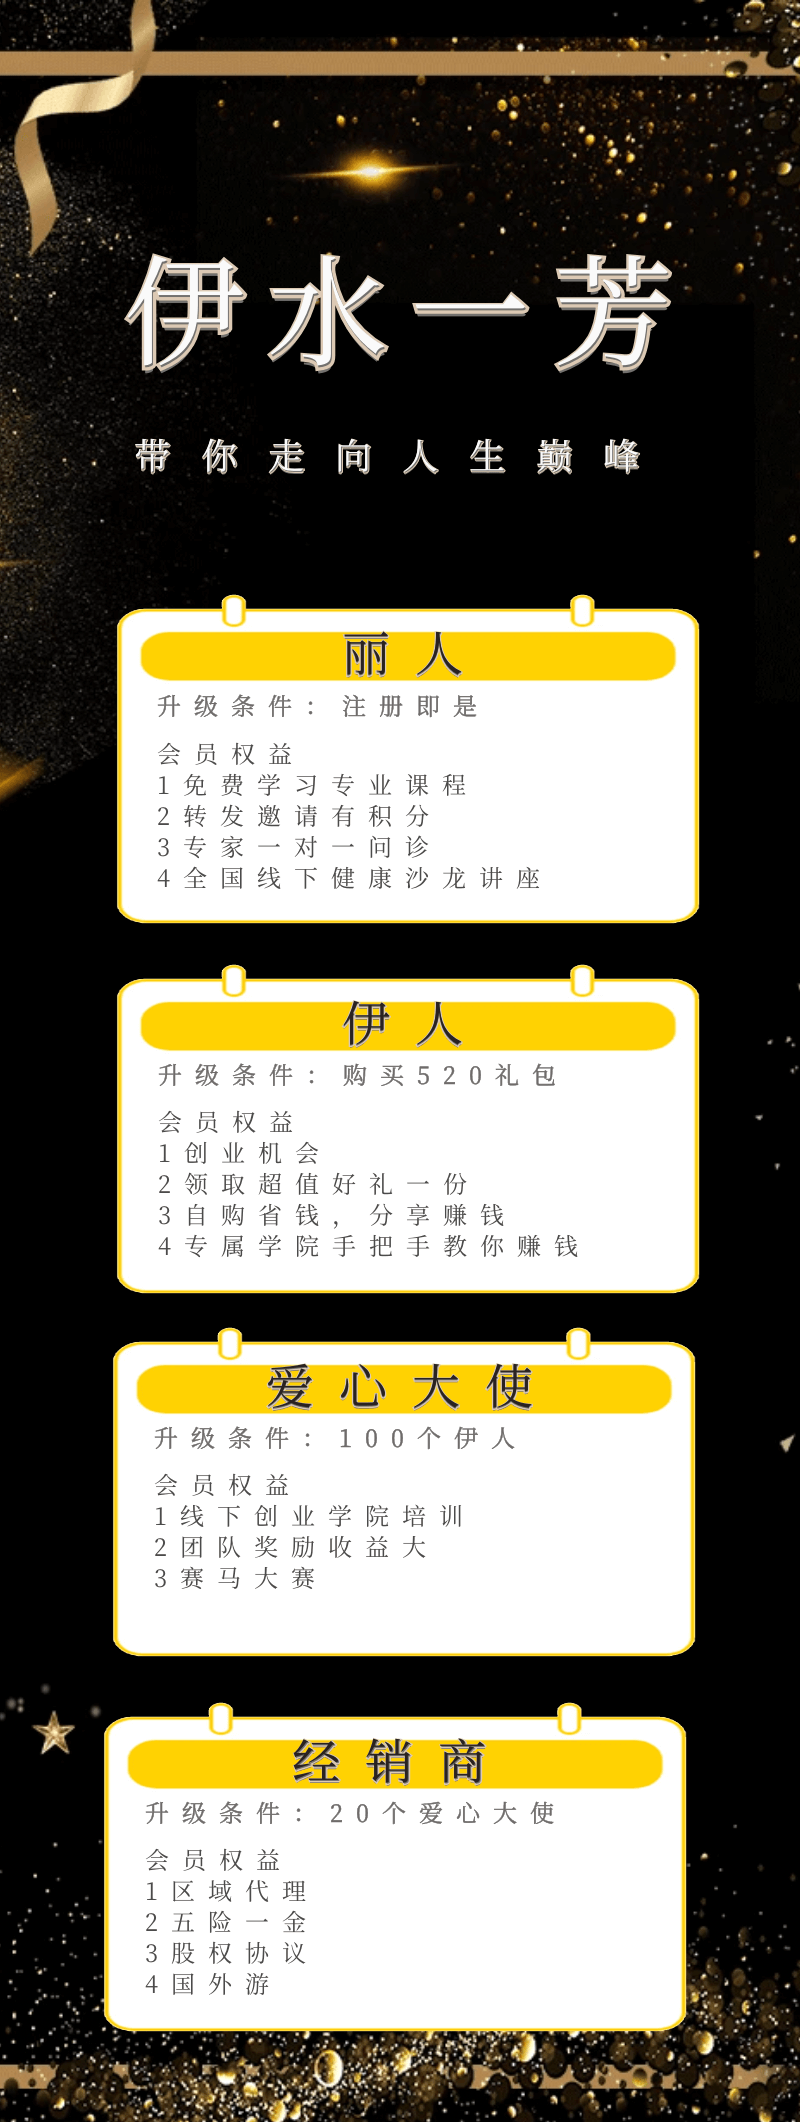 伊水一芳
带你走向人生巅峰
丽人
升级条件：注册即是
会员权益
1免费学习专业课程
2转发邀请有积分
3专家一对一问诊
4全国线下健康沙龙讲座
伊人
升级条件：购买520礼包
会员权益
1创业机会
2领取超值好礼一份
3自购省钱，分享赚钱
4专属学院手把手教你赚钱
爱心大使
升级条件：100个伊人
会员权益
1线下创业学院培训
2团队奖励收益大
3赛马大赛
经销商
升级条件：20个爱心大使
会员权益
1区域代理
2五险一金
3股权协议
4国外游